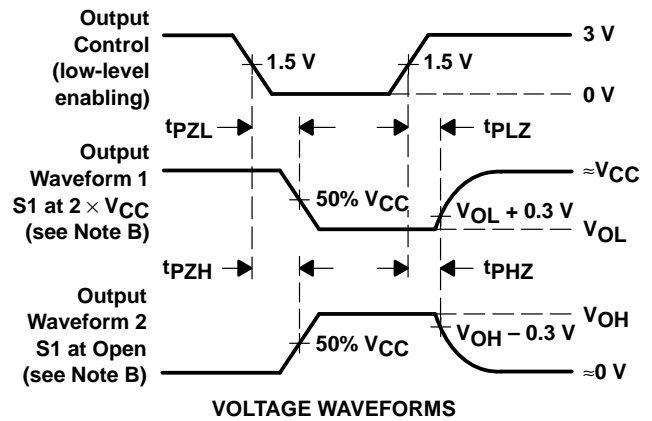 Output
Control
(low-level
enabling)
1.5 V
1.5 V
3 V
0 V
tPZL
tPLZ
Output
Waveform 1
S1 at 2 × VCC
(see Note B)
50% VCC
VOL + 0.3 V
≈VCC
VOL
tPZH
tPHZ
Output
Waveform 2
S1 at Open
(see Note B)
50% VCC
VOH – 0.3 V
VOH
≈0 V
VOLTAGE WAVEFORMS